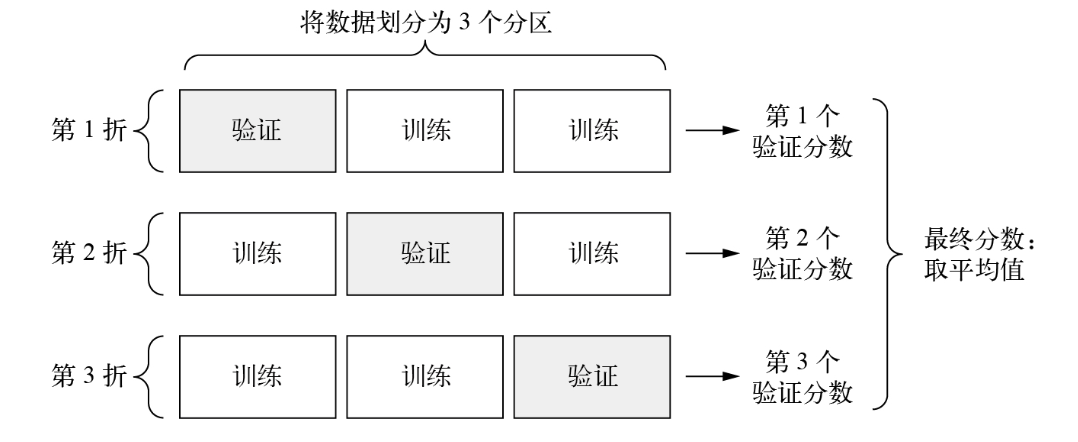 将数据划分为 3 个分区
第 1 折
验证
训练
训练
第 1 个
验证分数
第 2 折
训练
验证
训练
第 2 个
验证分数
最终分数：
取平均值
第 3 折
训练
训练
验证
第 3 个
验证分数